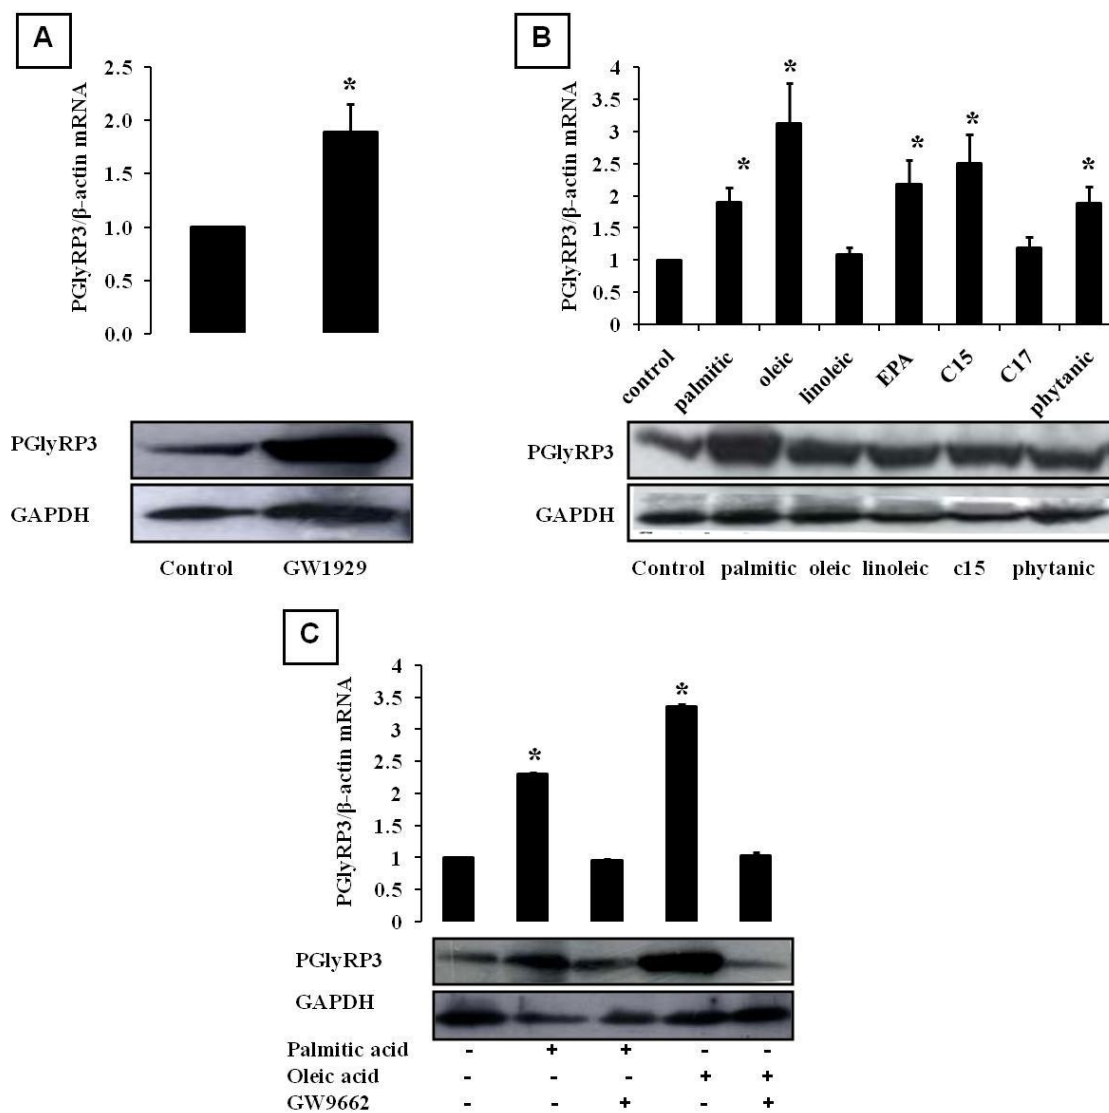 A
PGlyRP3/β-actin mRNA
2.5
2.0
1.5
1.0
0.5
0.0
*
PGlyRP3
GAPDH
Control GW1929
B
PGlyRP3/β-actin mRNA
4
3.5
3
2.5
2
1.5
1
0.5
0
* * * * *
control palmitic oleic linoleic EPA C15 C17 phytanic
PGlyRP3
GAPDH
Control palmitic oleic linoleic c15 phytanic
C
PGlyRP3/β-actin mRNA
4
3.5
3
2.5
2
1.5
1
0.5
0
* *
PGlyRP3
GAPDH
Palmitic acid - + + - -
Oleic acid - - - + +
GW9662 - - + - +